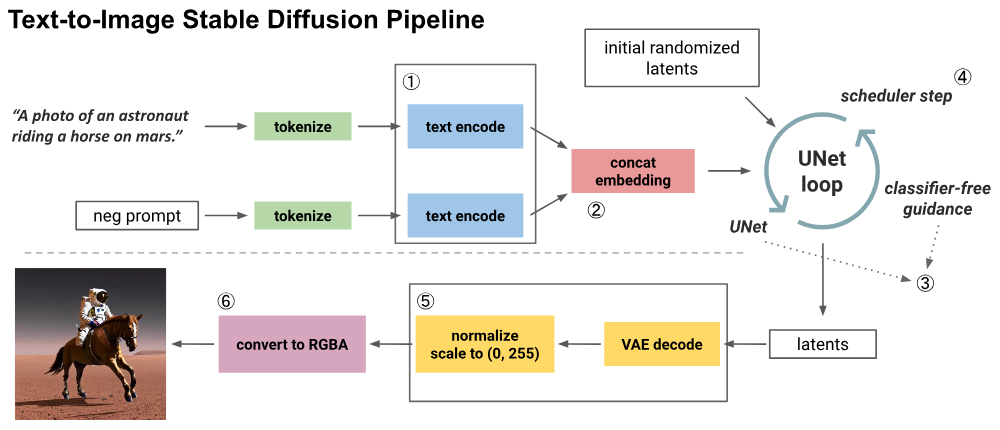 Text-to-Image Stable Diffusion Pipeline
initial randomized
latents
①
④
scheduler step
“A photo of an astronaut
riding a horse on mars.”
tokenize
text encode
concat
embedding
②
UNet
loop
classifier-free
guidance
neg prompt
tokenize
text encode
UNet
③
⑥
⑤
convert to RGBA
normalize
scale to (0, 255)
VAE decode
latents